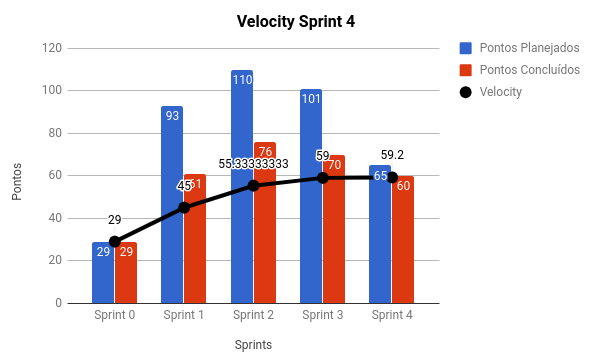 Velocity Sprint 4
Pontos Planejados
Pontos Concluídos
Velocity
Pontos
120
100
80
60
40
20
0
29
29
29
93
61
45
110
76
55.33333333
101
70
59
65
60
59.2
Sprint 0
Sprint 1
Sprint 2
Sprint 3
Sprint 4
Sprints